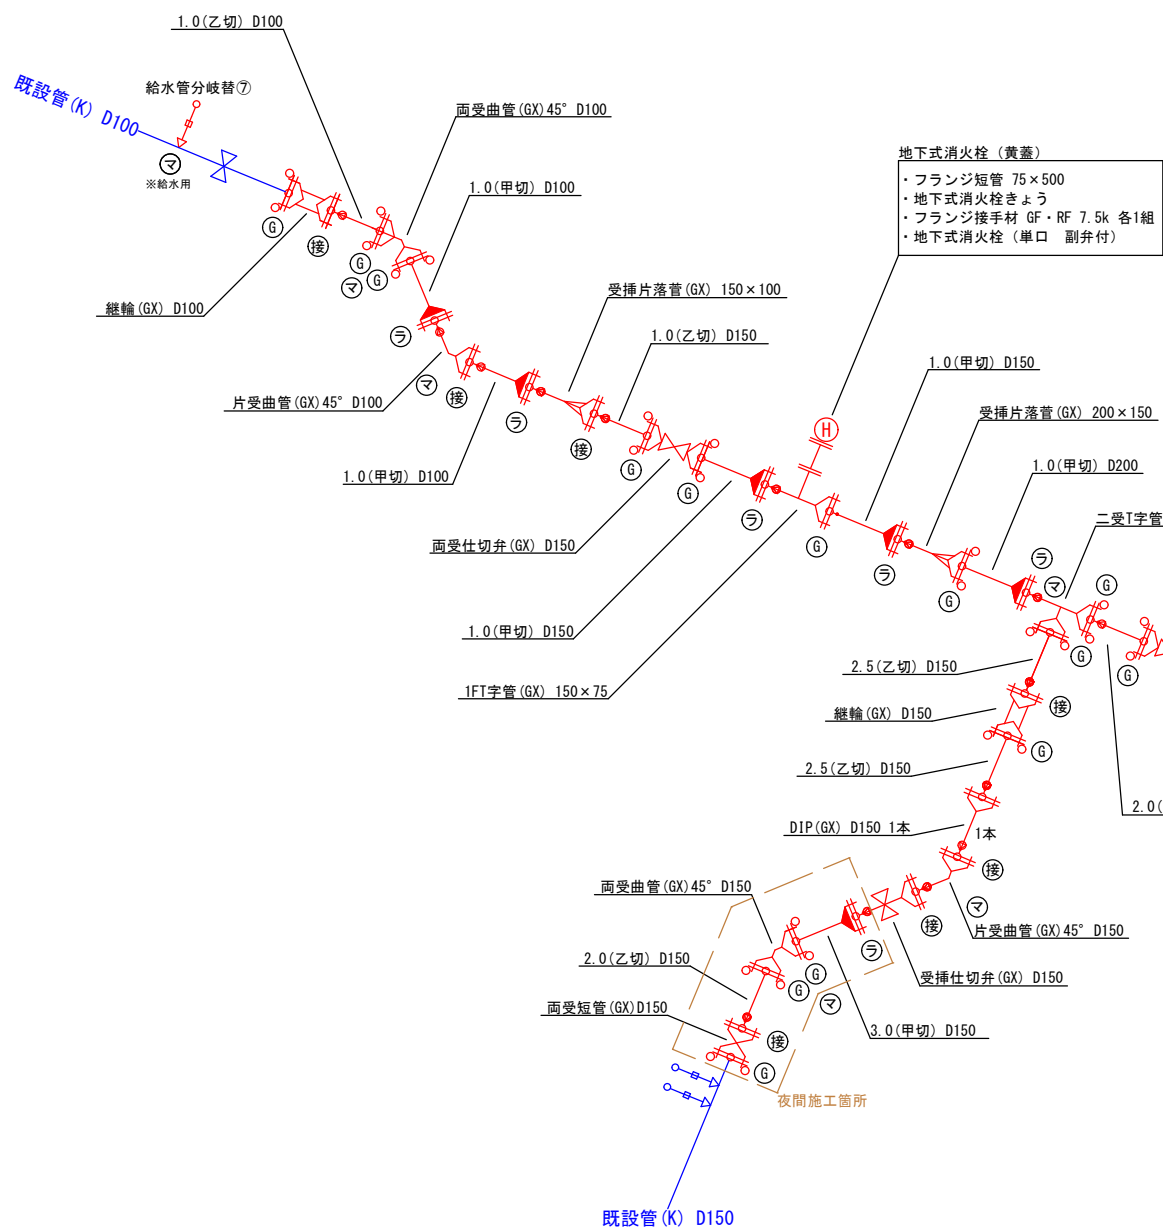 1.0(乙切) D100
既設管(K) D100
給水管分岐替⑦
両受曲管(GX)45° D100
マ
※給水用
1.0(甲切) D100
地下式消火栓 (黄蓋)
・フランジ短管 75×500
・地下式消火栓きょう
・フランジ接手材 GF・RF 7.5k 各1組
・地下式消火栓 (単口 副弁付)
G
接
G
マ
G
継輪(GX) D100
受挿片落菅(GX) 150×100
ラ
1.0(乙切) D150
マ
接
片受曲管(GX)45° D100
ラ
接
H
1.0(甲切) D150
受挿片落菅(GX) 200×150
1.0(甲切) D100
G
G
ラ
1.0(甲切) D200
両受仕切弁(GX) D150
G
ラ
G
二受T字管
ラ
マ
G
1.0(甲切) D150
G
G
2.5(乙切) D150
1FT字管(GX) 150×75
継輪(GX) D150
接
G
2.5(乙切) D150
2.0(
DIP(GX) D150 1本
1本
接
両受曲管(GX)45° D150
マ
接
片受曲管(GX)45° D150
ラ
2.0(乙切) D150
G
G
マ
受挿仕切弁(GX) D150
両受短管(GX)D150
接
3.0(甲切) D150
G
夜間施工箇所
既設管(K) D150